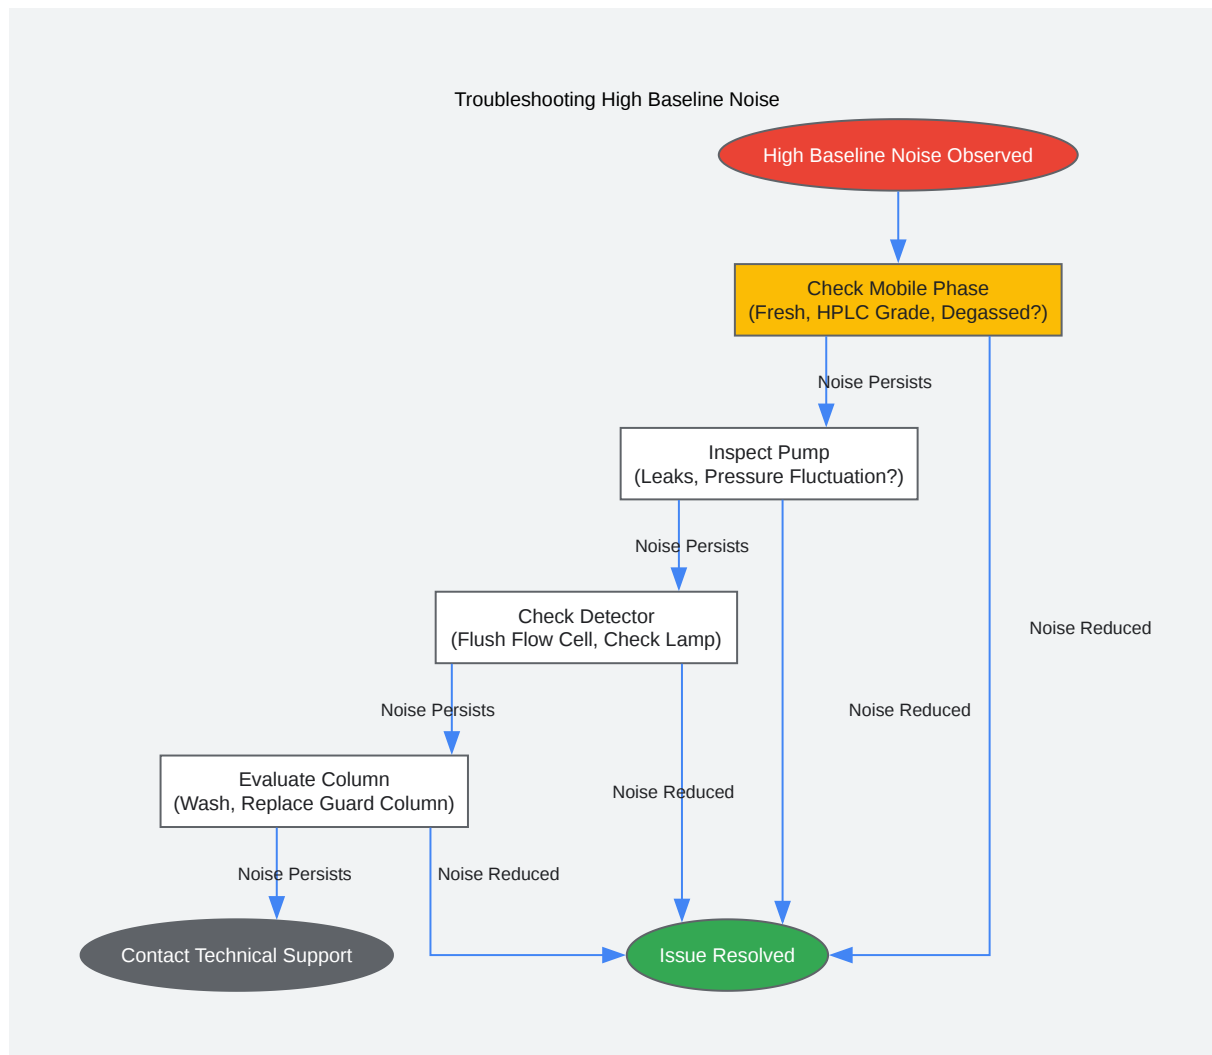 Troubleshooting High Baseline Noise
High Baseline Noise Observed
Check Mobile Phase
(Fresh, HPLC Grade, Degassed?)
Noise Persists
Inspect Pump
(Leaks, Pressure Fluctuation?)
Noise Persists
Check Detector
(Flush Flow Cell, Check Lamp)
Noise Reduced
Noise Persists
Noise Reduced
Evaluate Column
(Wash, Replace Guard Column)
Noise Reduced
Noise Persists
Noise Reduced
Contact Technical Support
Issue Resolved